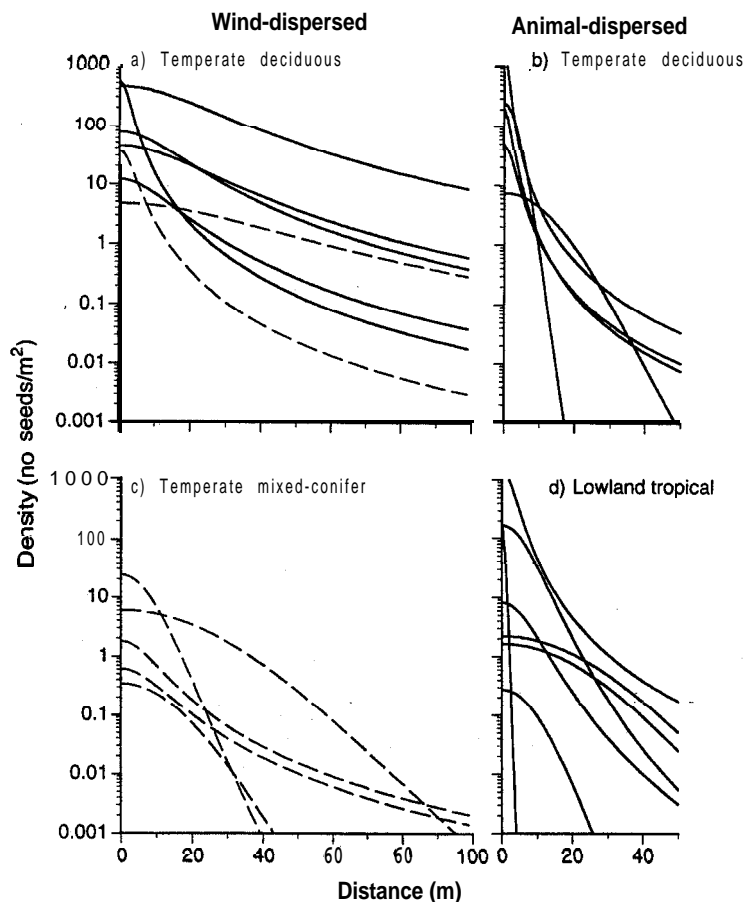 Wind-dispersed
Animal-dispersed
a) Temperate deciduous
b) Temperate deciduous
1000
100
10
1
0.1
0.01
0.001
c) Temperate mixed-conifer
d) Lowland tropical
1000
100
10
1
0.1
0.01
0.001
0
20
40
60
60
100
0
20
40
Density (no seeds/m²)
Distance (m)